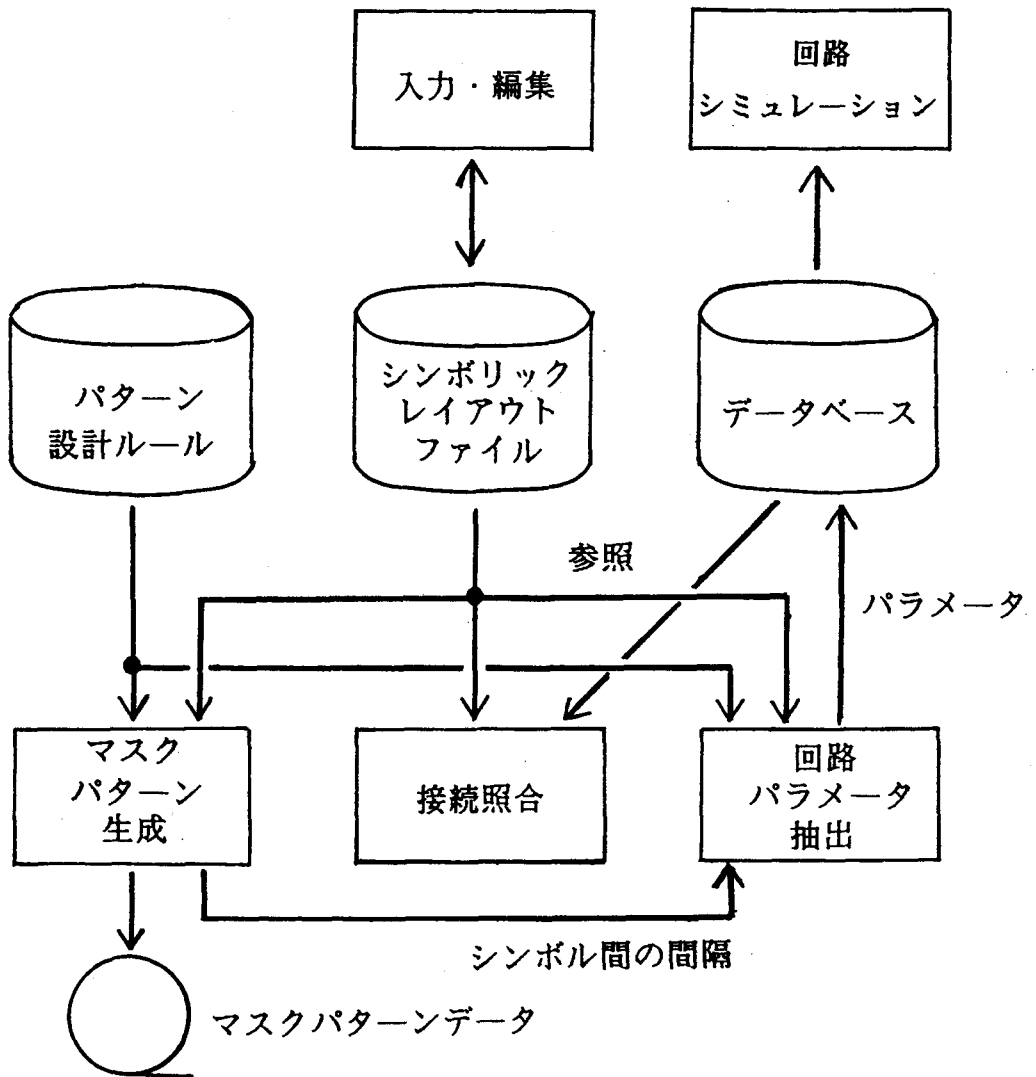 入力・編集
回路
シミュレーション
パターン
設計ルール
シンボリック
レイアウト
ファイル
データベース
参照
パラメータ
マスク
パターン
生成
接続照合
回路
パラメータ
抽出
シンボル間の間隔
マスクパターンデータ